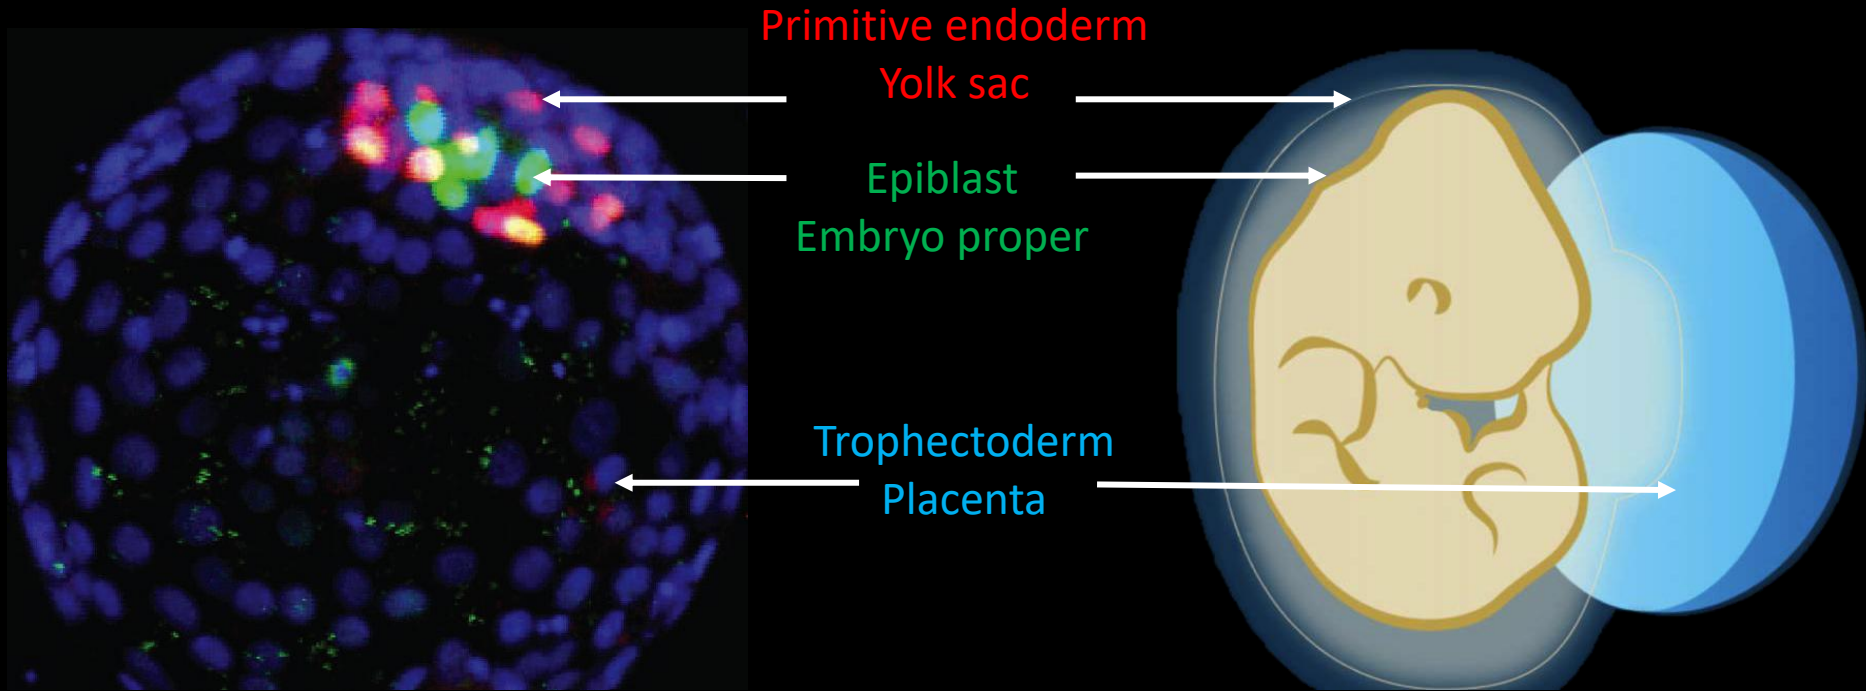 Primitive endoderm
Yolk sac
Epiblast
Embryo proper
Trophectoderm
Placenta